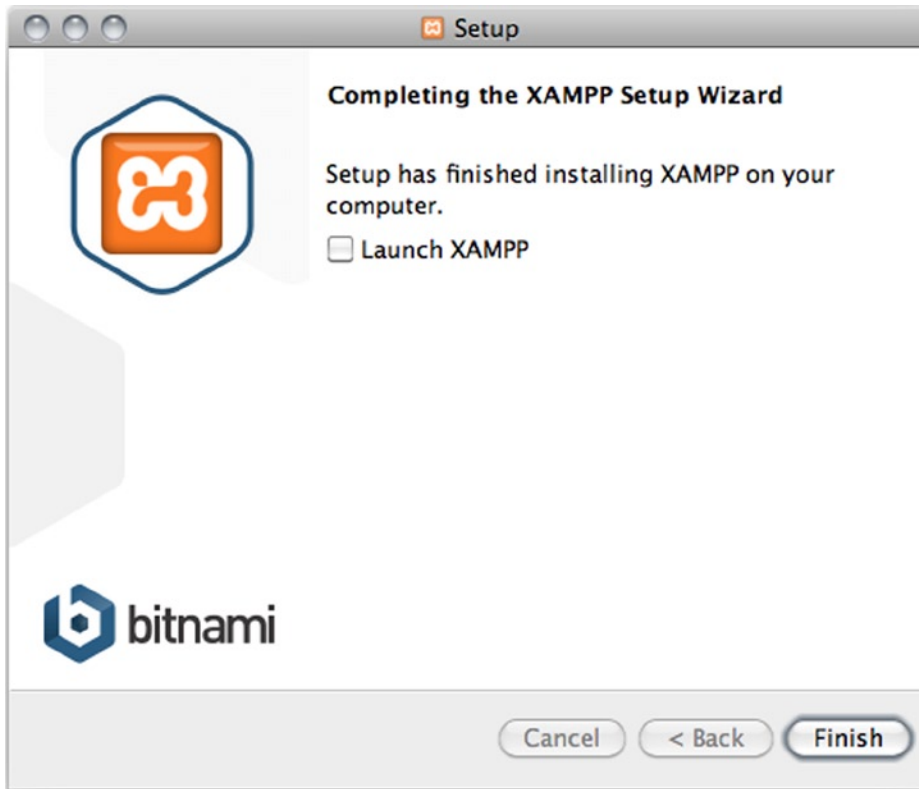 Setup
Completing the XAMPP Setup Wizard
Setup has finished installing XAMPP on your
computer.
Launch XAMPP
bitnami
Cancel
< Back
Finish